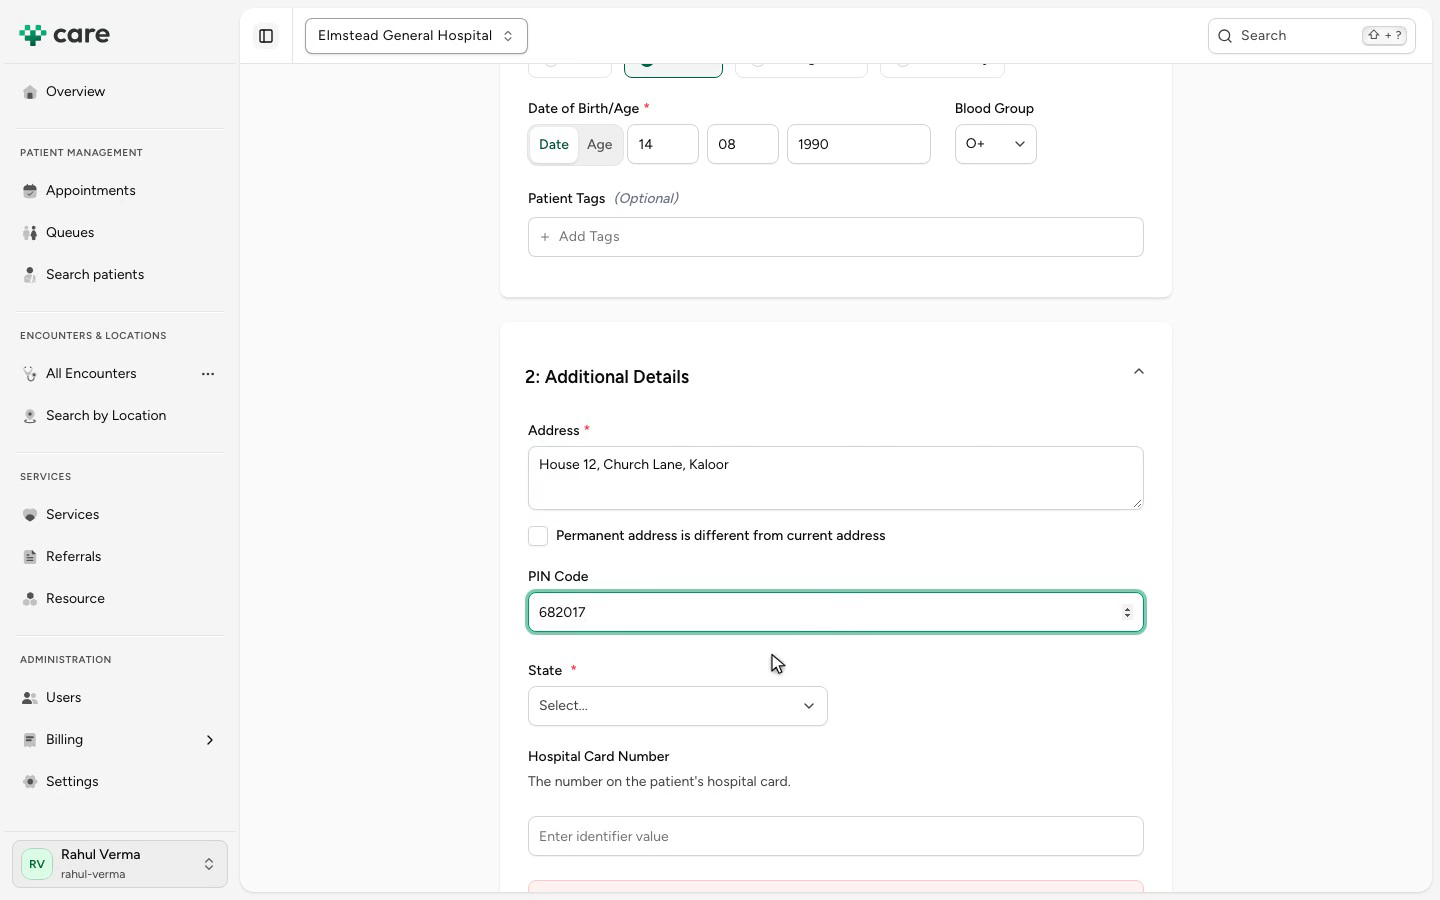 care
Elmstead General Hospital
Search
+ ?
Overview
PATIENT MANAGEMENT
Appointments
Queues
Search patients
ENCOUNTERS & LOCATIONS
All Encounters
Search by Location
SERVICES
Services
Referrals
Resource
ADMINISTRATION
Users
Billing
Settings
RV
Rahul Verma
rahul-verma
Date of Birth/Age *
Blood Group
Date
Age
14
08
1990
O+
Patient Tags (Optional)
+ Add Tags
2: Additional Details
Address *
House 12, Church Lane, Kaloor
Permanent address is different from current address
PIN Code
682017
State *
Select...
Hospital Card Number
The number on the patient's hospital card.
Enter identifier value